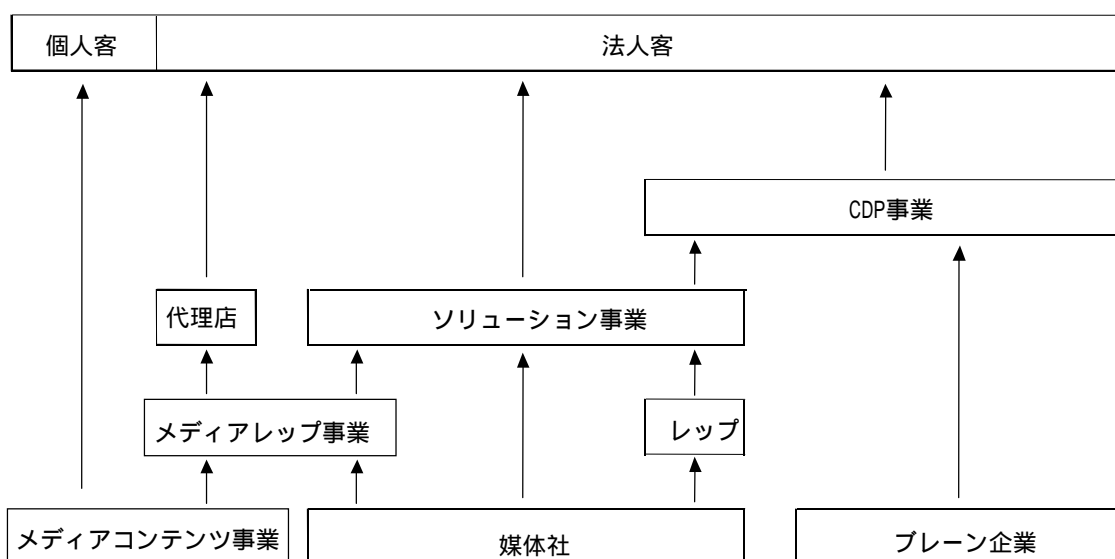 個人客
法人客
CDP事業
代理店
ソリューション事業
メディアレップ事業
レップ
メディアコンテンツ事業
媒体社
ブレーン企業